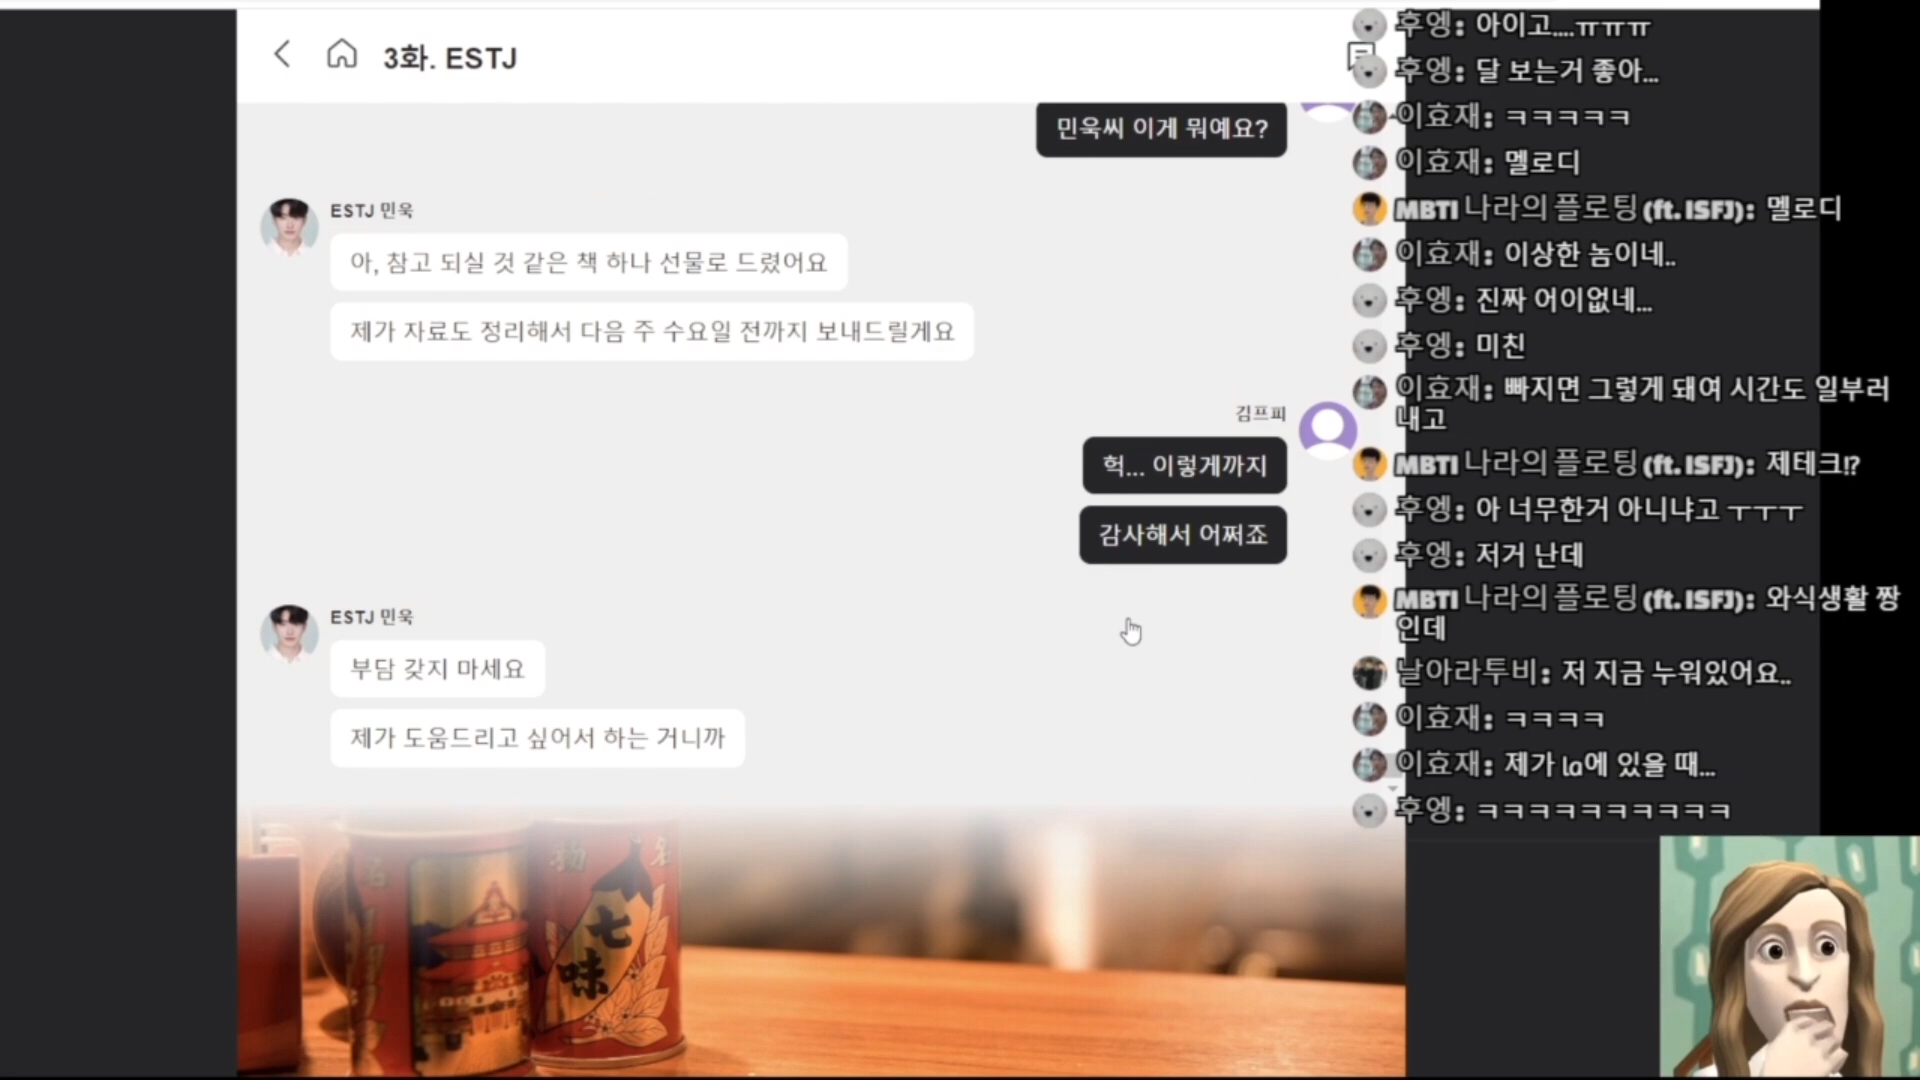 3화. ESTJ
민욱씨 이게 뭐예요?
ESTJ 민욱
아, 참고 되실 것 같은 책 하나 선물로 드렸어요
제가 자료도 정리해서 다음 주 수요일 전까지 보내드릴게요
김프피
헉... 이렇게까지
감사해서 어쩌죠
ESTJ 민욱
부담 갖지 마세요
제가 도움드리고 싶어서 하는 거니까
七
味
후엥: 아이고....ㅠㅠㅠ
후엥: 달 보는거 좋아...
이효재: ㅋㅋㅋㅋㅋ
이효재: 멜로디
MBTI 나라의 플로팅 (ft. ISFJ): 멜로디
이효재: 이상한 놈이네..
후엥: 진짜 어이없네...
후엥: 미친
이효재: 빠지면 그렇게 돼여 시간도 일부러
내고
MBTI 나라의 플로팅 (ft. ISFJ): 제테크!?
후엥: 아 너무한거 아니냐고 ㅜㅜㅜ
후엥: 저거 난데
MBTI 나라의 플로팅 (ft. ISFJ): 와식생활 짱
인데
날아라투비: 저 지금 누워있어요..
이효재: ㅋㅋㅋㅋ
이효재: 제가 la에 있을 때...
후엥: ㅋㅋㅋㅋㅋㅋㅋㅋㅋㅋ